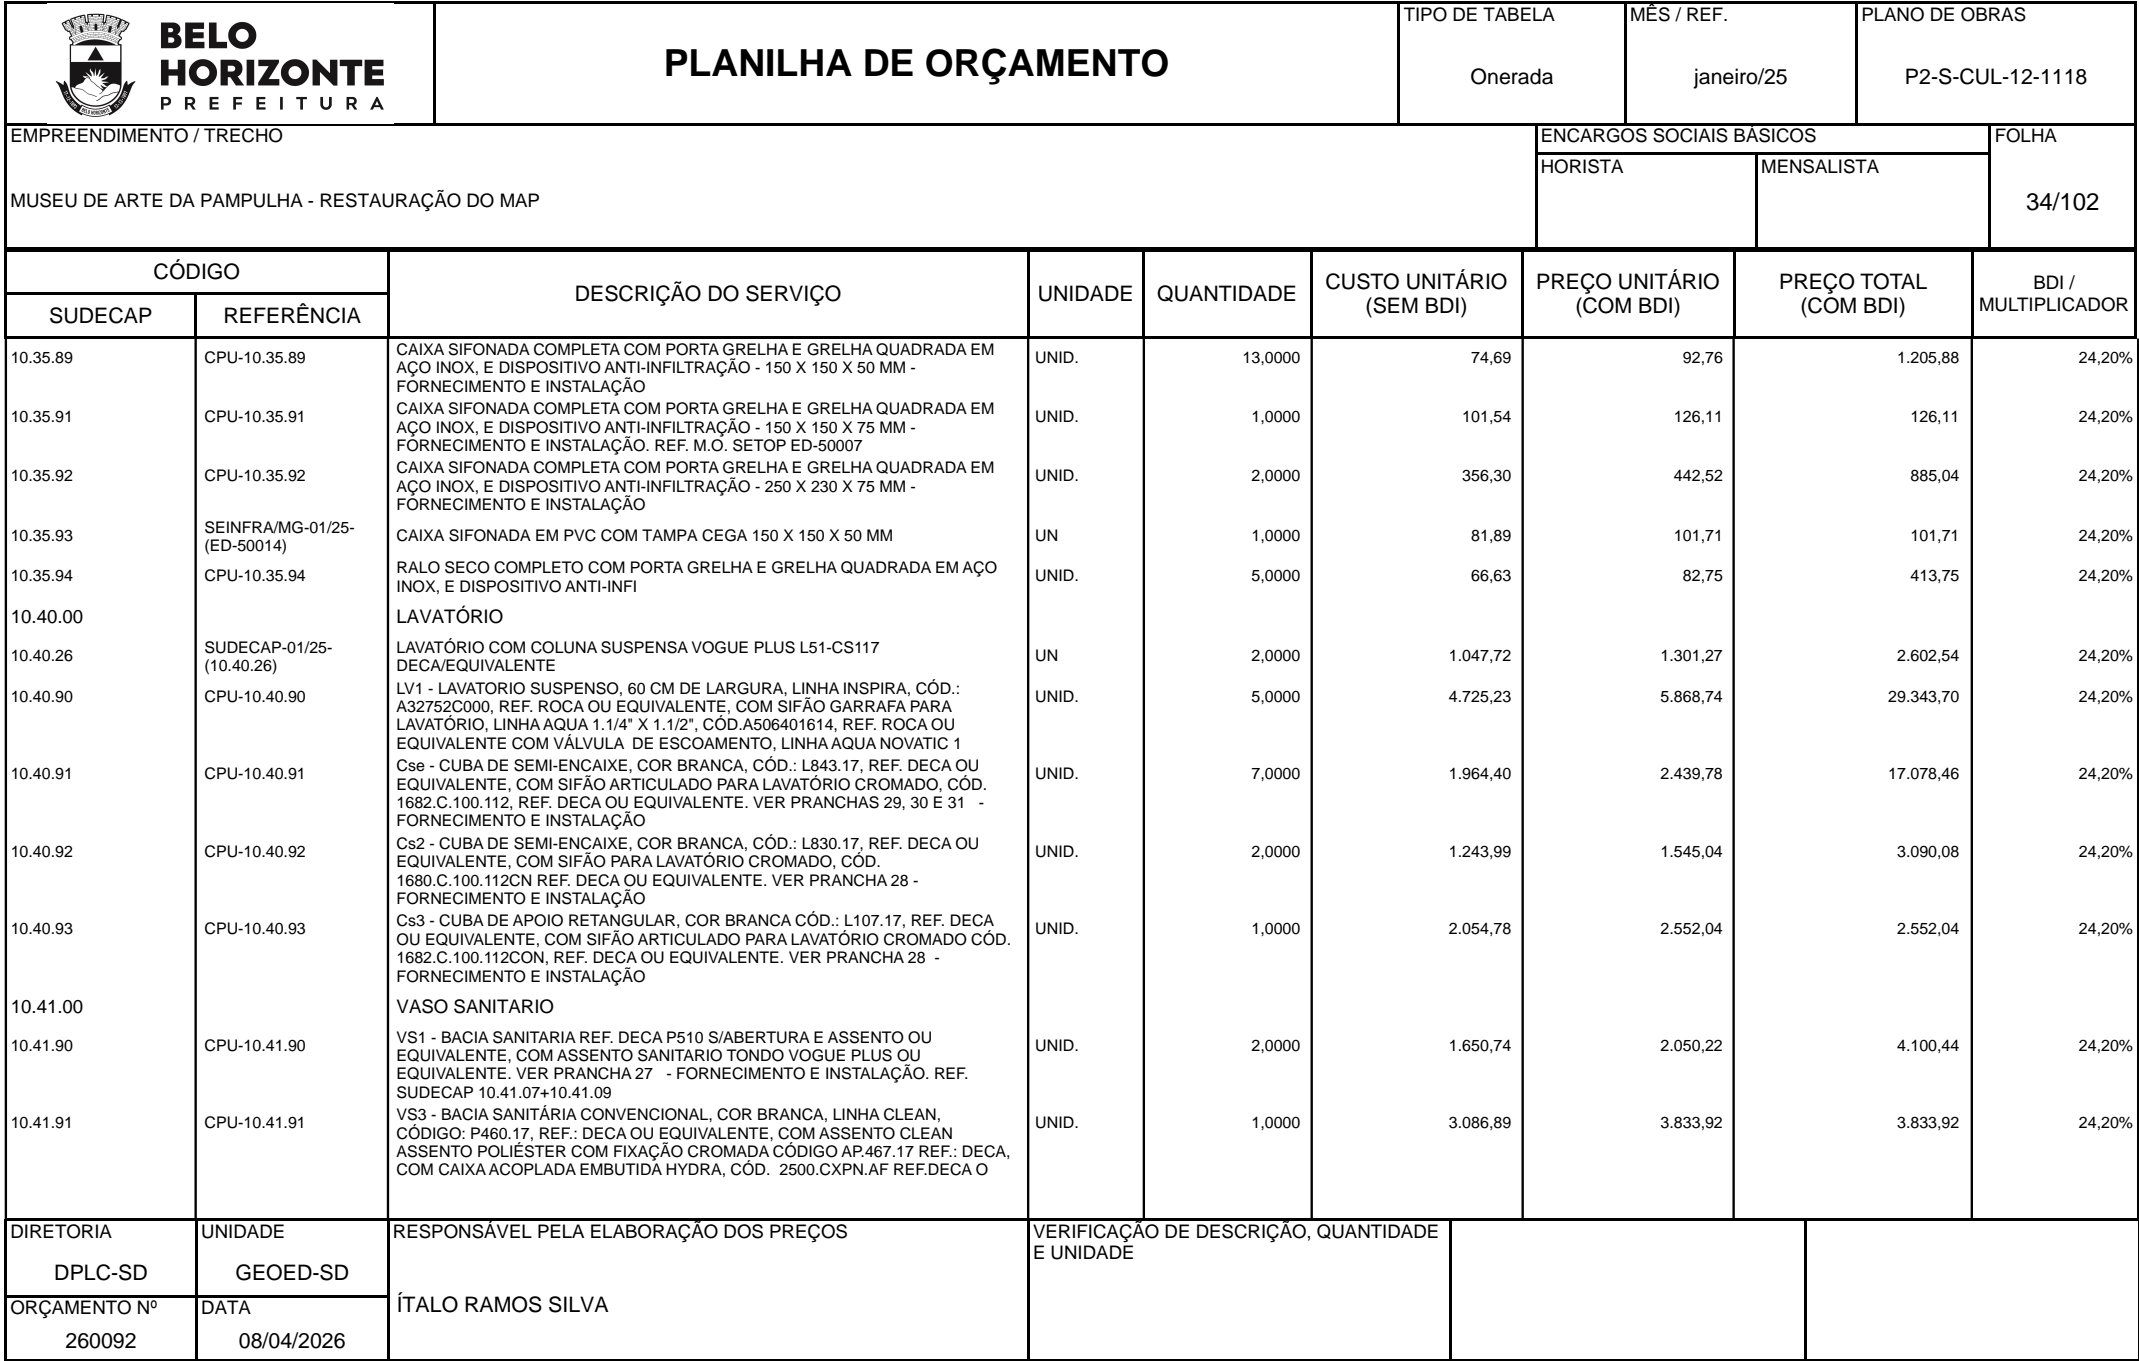 BELO
HORIZONTE
PREFEITURA
PLANILHA DE ORÇAMENTO
TIPO DE TABELA
Onerada
MÊS / REF.
janeiro/25
PLANO DE OBRAS
P2-S-CUL-12-1118
EMPREENDIMENTO / TRECHO
MUSEU DE ARTE DA PAMPULHA - RESTAURAÇÃO DO MAP
ENCARGOS SOCIAIS BÁSICOS
HORISTA
MENSALISTA
FOLHA
34/102
CÓDIGO
SUDECAP
REFERÊNCIA
DESCRIÇÃO DO SERVIÇO
UNIDADE
QUANTIDADE
CUSTO UNITÁRIO
(SEM BDI)
PREÇO UNITÁRIO
(COM BDI)
PREÇO TOTAL
(COM BDI)
BDI /
MULTIPLICADOR
10.35.89 CPU-10.35.89 CAIXA SIFONADA COMPLETA COM PORTA GRELHA E GRELHA QUADRADA EM UNID. 13,0000 74,69 92,76 1.205,88 24,20%
AÇO INOX, E DISPOSITIVO ANTI-INFILTRAÇÃO - 150 X 150 X 50 MM -
FORNECIMENTO E INSTALAÇÃO
10.35.91 CPU-10.35.91 CAIXA SIFONADA COMPLETA COM PORTA GRELHA E GRELHA QUADRADA EM UNID. 1,0000 101,54 126,11 126,11 24,20%
AÇO INOX, E DISPOSITIVO ANTI-INFILTRAÇÃO - 150 X 150 X 75 MM -
FORNECIMENTO E INSTALAÇÃO. REF. M.O. SETOP ED-50007
10.35.92 CPU-10.35.92 CAIXA SIFONADA COMPLETA COM PORTA GRELHA E GRELHA QUADRADA EM UNID. 2,0000 356,30 442,52 885,04 24,20%
AÇO INOX, E DISPOSITIVO ANTI-INFILTRAÇÃO - 250 X 230 X 75 MM -
FORNECIMENTO E INSTALAÇÃO
10.35.93 SEINFRA/MG-01/25- CAIXA SIFONADA EM PVC COM TAMPA CEGA 150 X 150 X 50 MM UN 1,0000 81,89 101,71 101,71 24,20%
(ED-50014)
10.35.94 CPU-10.35.94 RALO SECO COMPLETO COM PORTA GRELHA E GRELHA QUADRADA EM AÇO UNID. 5,0000 66,63 82,75 413,75 24,20%
INOX, E DISPOSITIVO ANTI-INFI
10.40.00 LAVATÓRIO
10.40.26 SUDECAP-01/25- LAVATÓRIO COM COLUNA SUSPENSA VOGUE PLUS L51-CS117 UN 2,0000 1.047,72 1.301,27 2.602,54 24,20%
(10.40.26) DECA/EQUIVALENTE
10.40.90 CPU-10.40.90 LV1 - LAVATORIO SUSPENSO, 60 CM DE LARGURA, LINHA INSPIRA, CÓD.: UNID. 5,0000 4.725,23 5.868,74 29.343,70 24,20%
A32752C000, REF. ROCA OU EQUIVALENTE, COM SIFÃO GARRAFA PARA
LAVATÓRIO, LINHA AQUA 1.1/4" X 1.1/2", CÓD.A506401614, REF. ROCA OU
EQUIVALENTE COM VÁLVULA  DE ESCOAMENTO, LINHA AQUA NOVATIC 1
10.40.91 CPU-10.40.91 Cse - CUBA DE SEMI-ENCAIXE, COR BRANCA, CÓD.: L843.17, REF. DECA OU UNID. 7,0000 1.964,40 2.439,78 17.078,46 24,20%
EQUIVALENTE, COM SIFÃO ARTICULADO PARA LAVATÓRIO CROMADO, CÓD.
1682.C.100.112, REF. DECA OU EQUIVALENTE. VER PRANCHAS 29, 30 E 31   -
FORNECIMENTO E INSTALAÇÃO
10.40.92 CPU-10.40.92 Cs2 - CUBA DE SEMI-ENCAIXE, COR BRANCA, CÓD.: L830.17, REF. DECA OU UNID. 2,0000 1.243,99 1.545,04 3.090,08 24,20%
EQUIVALENTE, COM SIFÃO PARA LAVATÓRIO CROMADO, CÓD.
1680.C.100.112CN REF. DECA OU EQUIVALENTE. VER PRANCHA 28 -
FORNECIMENTO E INSTALAÇÃO
10.40.93 CPU-10.40.93 Cs3 - CUBA DE APOIO RETANGULAR, COR BRANCA CÓD.: L107.17, REF. DECA UNID. 1,0000 2.054,78 2.552,04 2.552,04 24,20%
OU EQUIVALENTE, COM SIFÃO ARTICULADO PARA LAVATÓRIO CROMADO CÓD.
1682.C.100.112CON, REF. DECA OU EQUIVALENTE. VER PRANCHA 28  -
FORNECIMENTO E INSTALAÇÃO
10.41.00 VASO SANITARIO
10.41.90 CPU-10.41.90 VS1 - BACIA SANITARIA REF. DECA P510 S/ABERTURA E ASSENTO OU UNID. 2,0000 1.650,74 2.050,22 4.100,44 24,20%
EQUIVALENTE, COM ASSENTO SANITARIO TONDO VOGUE PLUS OU
EQUIVALENTE. VER PRANCHA 27   - FORNECIMENTO E INSTALAÇÃO. REF.
SUDECAP 10.41.07+10.41.09
10.41.91 CPU-10.41.91 VS3 - BACIA SANITÁRIA CONVENCIONAL, COR BRANCA, LINHA CLEAN, UNID. 1,0000 3.086,89 3.833,92 3.833,92 24,20%
CÓDIGO: P460.17, REF.: DECA OU EQUIVALENTE, COM ASSENTO CLEAN
ASSENTO POLIÉSTER COM FIXAÇÃO CROMADA CÓDIGO AP.467.17 REF.: DECA,
COM CAIXA ACOPLADA EMBUTIDA HYDRA, CÓD.  2500.CXPN.AF REF.DECA O
DIRETORIA
DPLC-SD
UNIDADE
GEOED-SD
RESPONSÁVEL PELA ELABORAÇÃO DOS PREÇOS
ÍTALO RAMOS SILVA
VERIFICAÇÃO DE DESCRIÇÃO, QUANTIDADE
E UNIDADE
ORÇAMENTO Nº
260092
DATA
08/04/2026